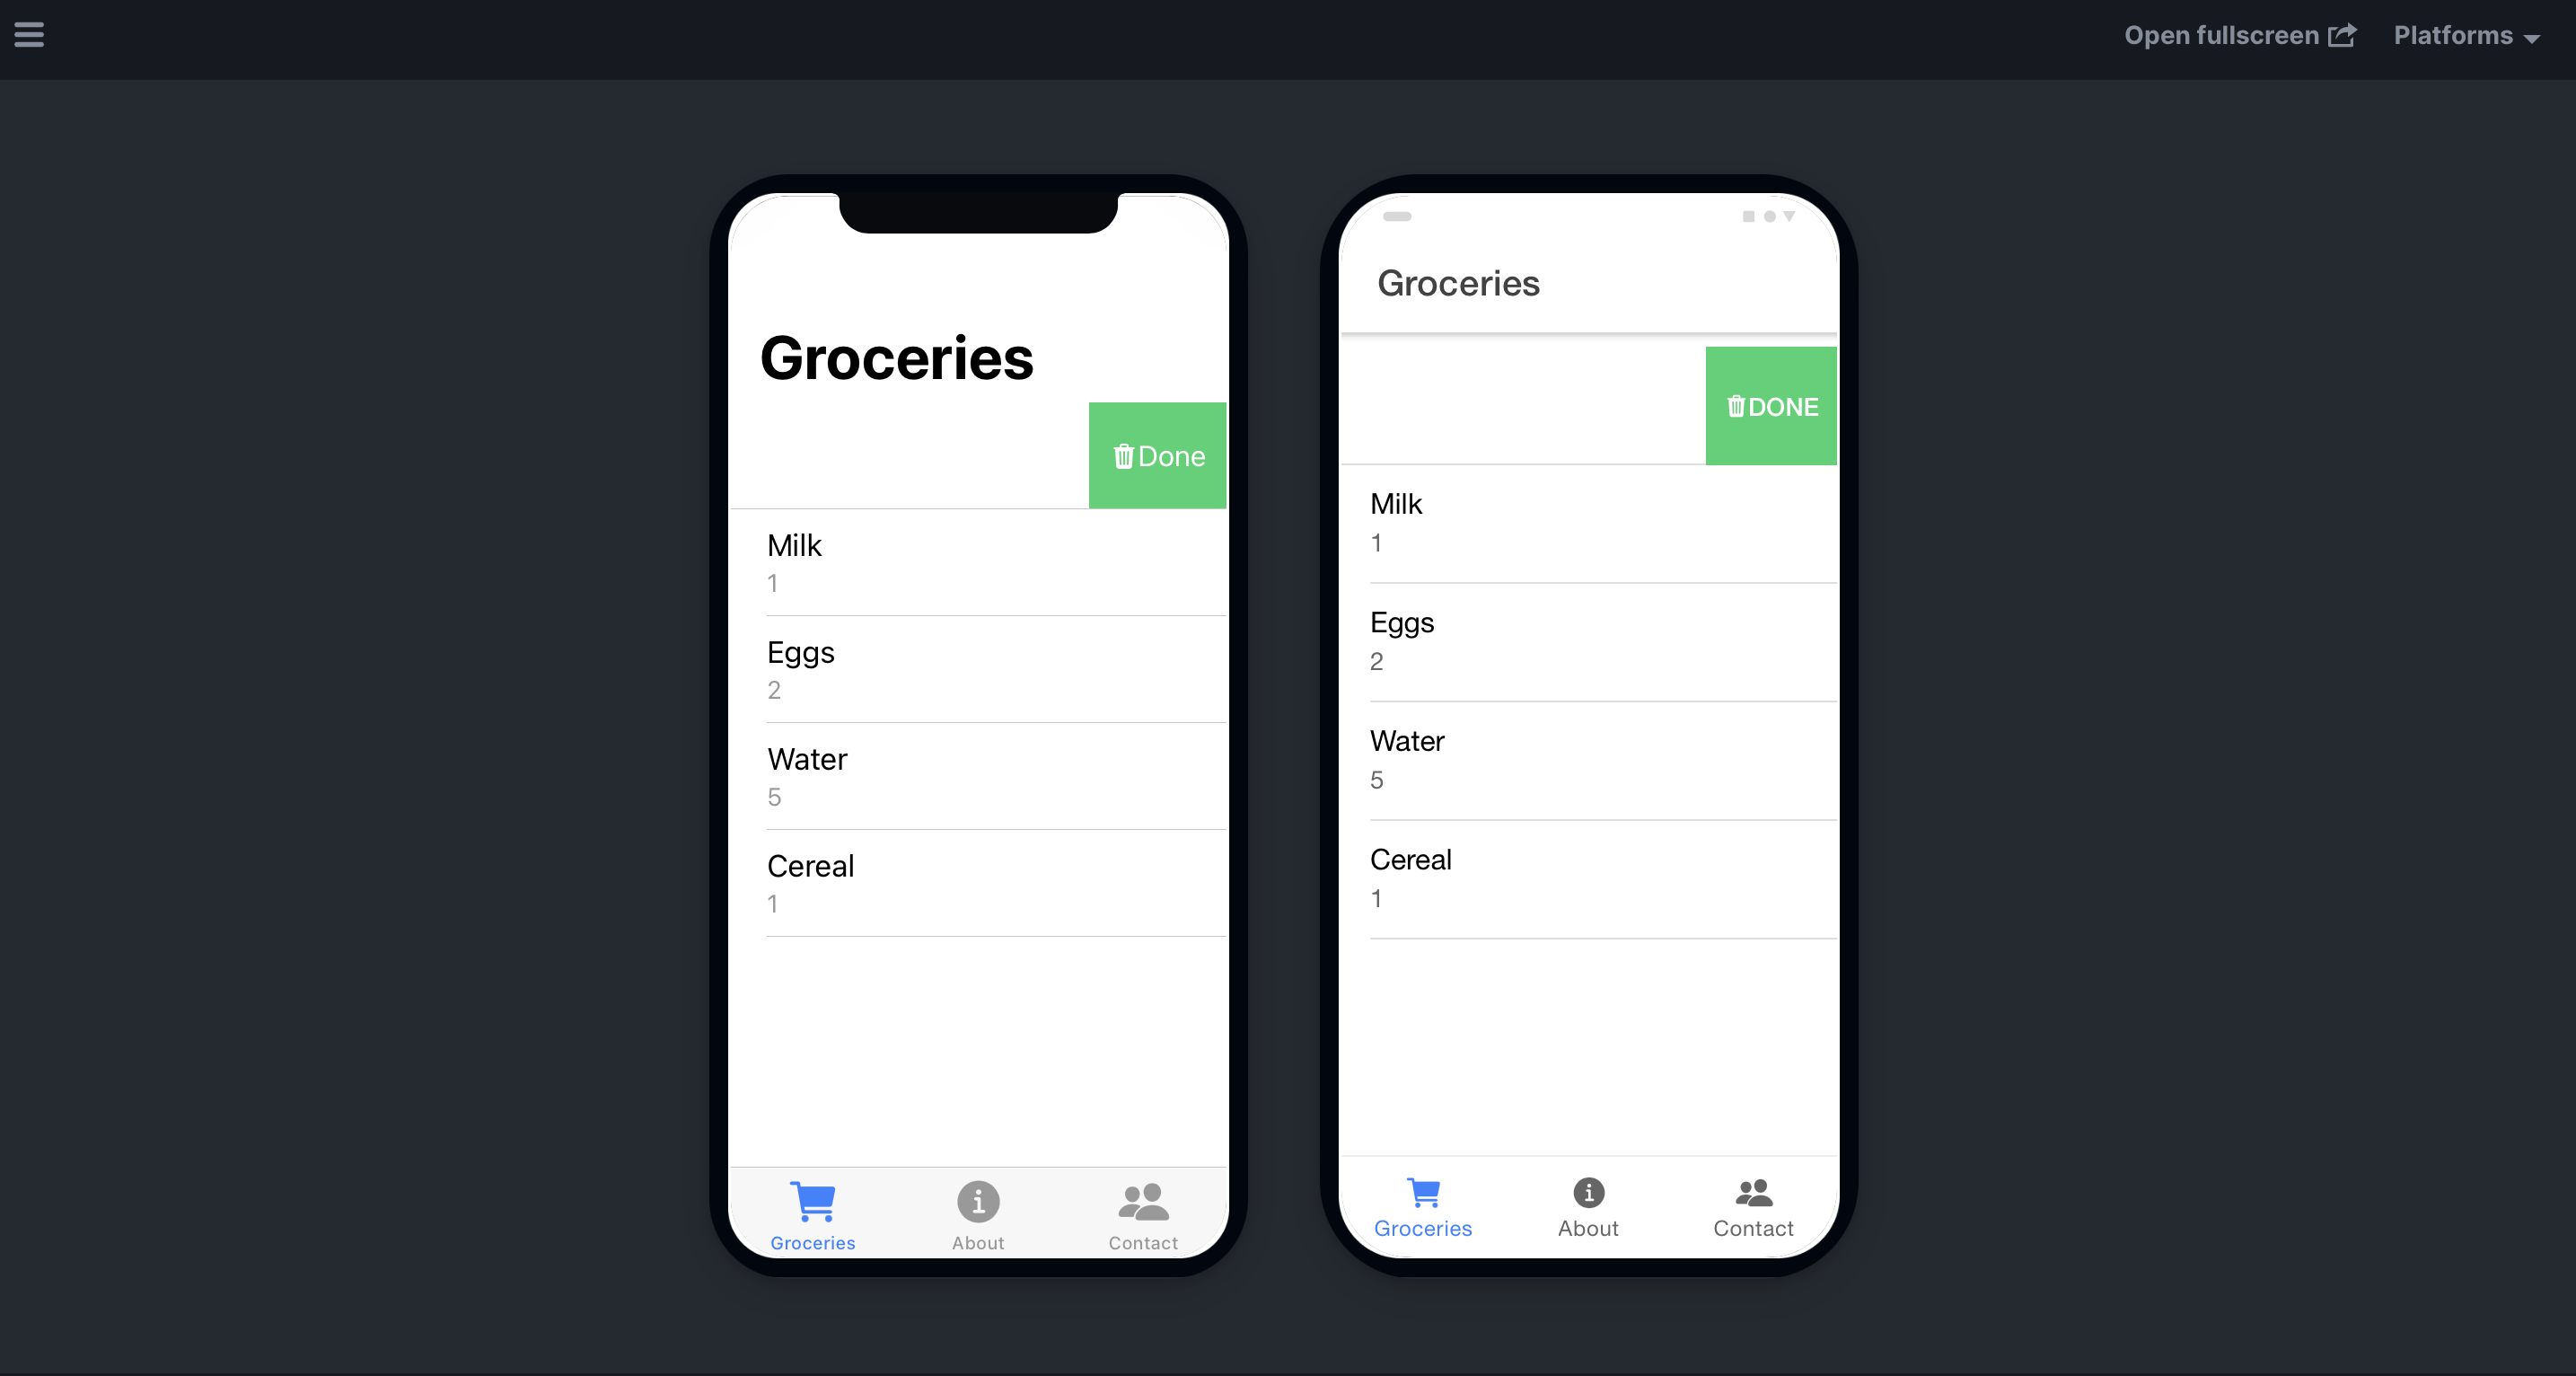 Open fullscreen Platforms
Groceries
Done
Milk
1
Eggs
2
Water
5
Cereal
1
Groceries About Contact
Groceries
DONE
Milk
1
Eggs
2
Water
5
Cereal
1
Groceries About Contact